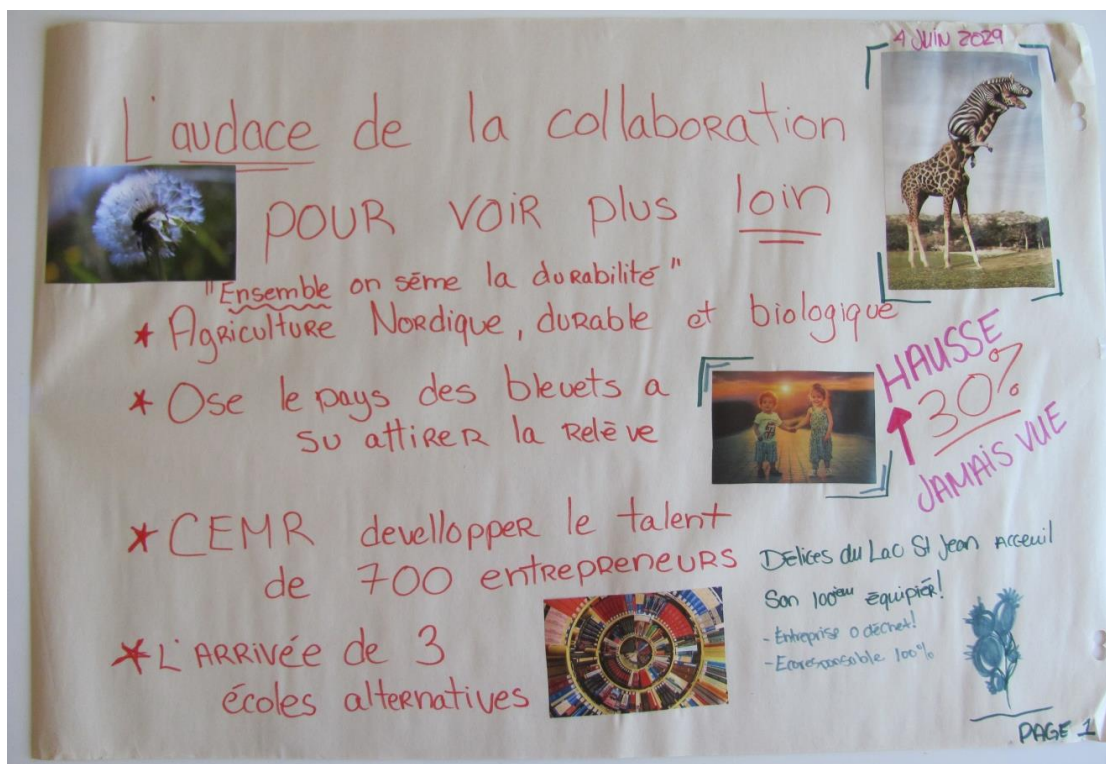 4 JUIN 2029
L'audace de la collaboration
POUR VOIR plus loin
"Ensemble on sème la durabilité"
* Agriculture Nordique, durable et biologique
* Ose le pays des bleuets a
su attirer la relève
HAUSSE
30%
JAMAIS VUE
* CEMR devellopper le talent
de 700 entrepreneurs
* L'ARRivée de 3
écoles alternatives
Délices du Lac St Jean Acceuil
Son 100ième équipier!
- Entreprise 0 déchet!
- Ecoresponsable 100%
PAGE 1